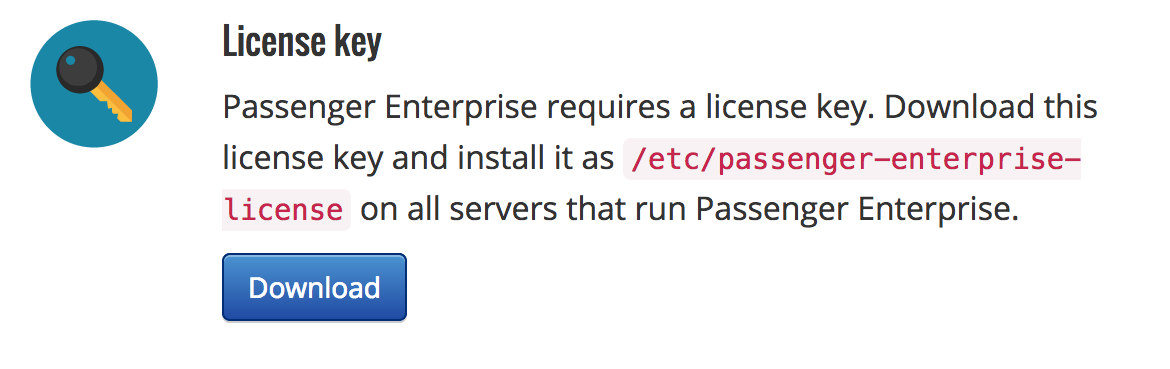 License key
Passenger Enterprise requires a license key. Download this
license key and install it as /etc/passenger-enterprise-
license on all servers that run Passenger Enterprise.
Download